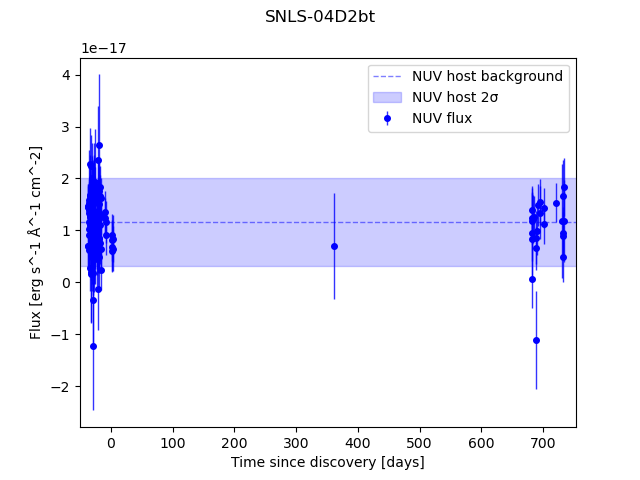 SNLS-04D2bt
1e−17
NUV host background
NUV host 2σ
NUV flux
4
3
2
1
0
−1
−2
Flux [erg s^-1 Å^-1 cm^-2]
0 100 200 300 400 500 600 700
Time since discovery [days]